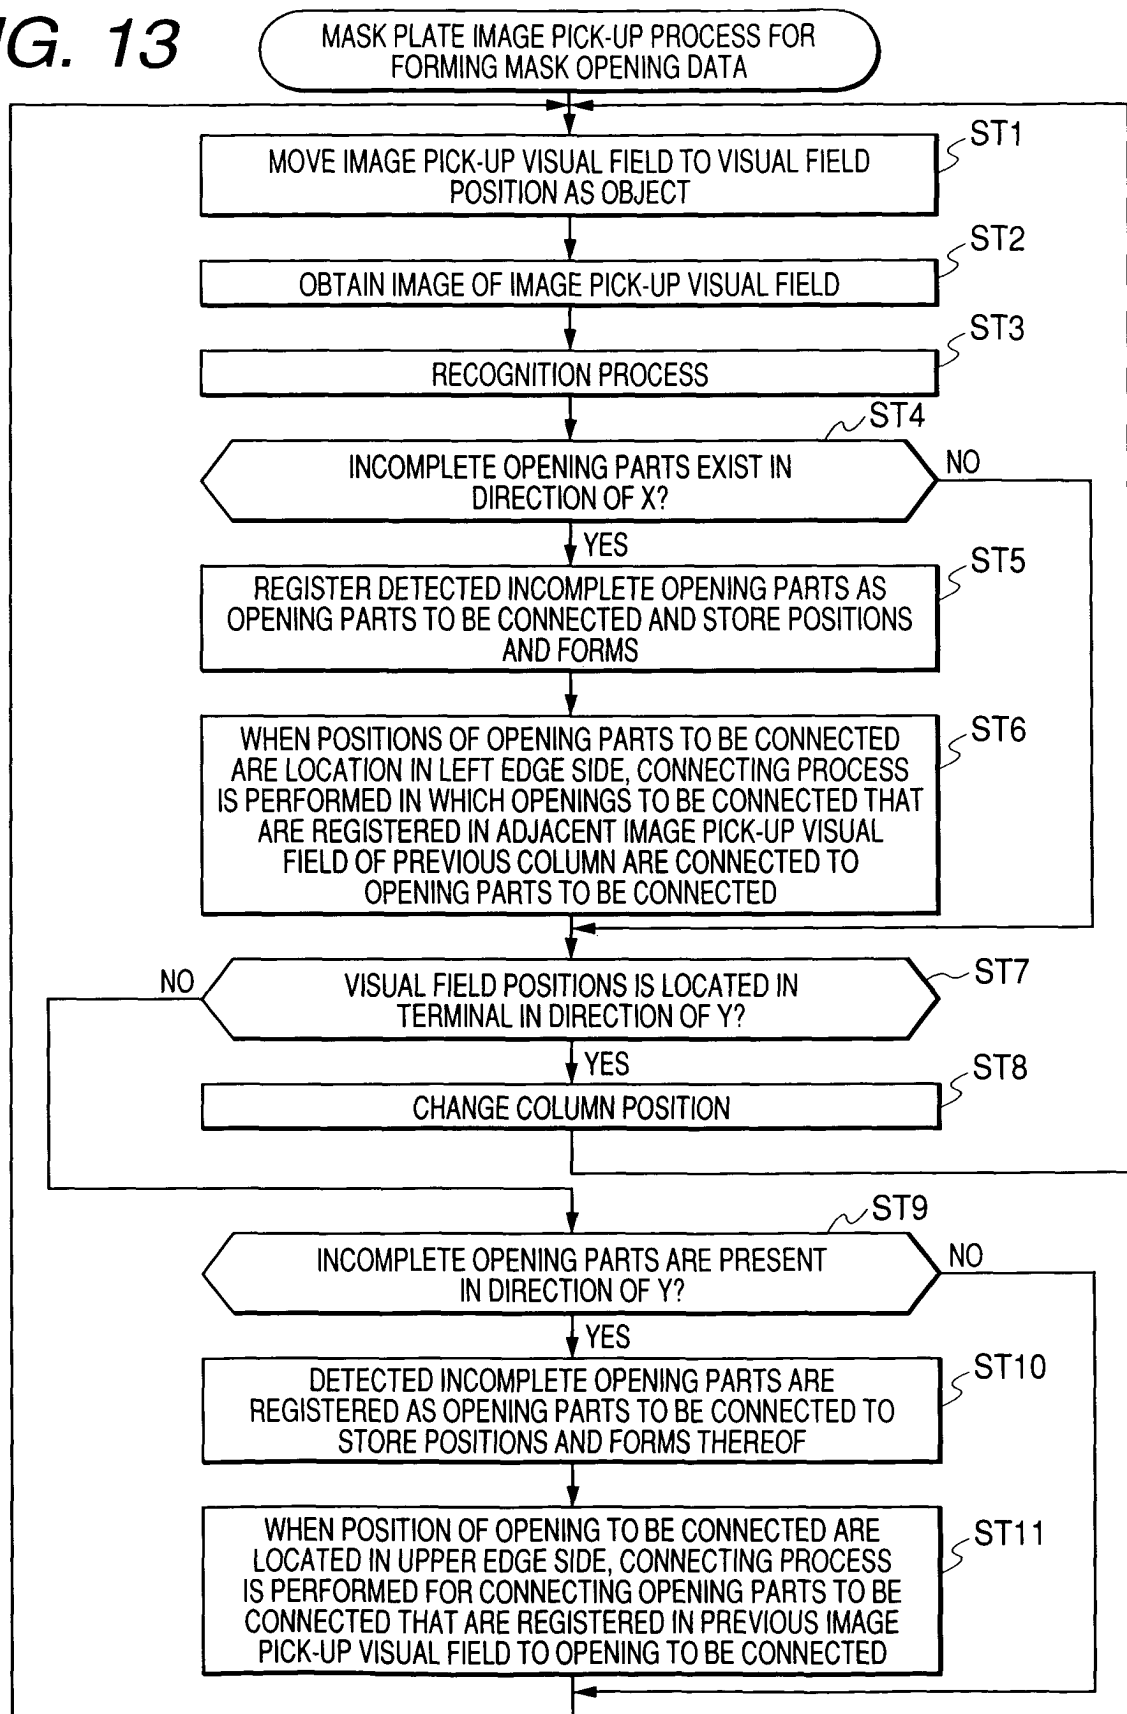 IG. 13
MASK PLATE IMAGE PICK-UP PROCESS FOR
FORMING MASK OPENING DATA
ST1
MOVE IMAGE PICK-UP VISUAL FIELD TO VISUAL FIELD
POSITION AS OBJECT
ST2
OBTAIN IMAGE OF IMAGE PICK-UP VISUAL FIELD
ST3
RECOGNITION PROCESS
ST4
INCOMPLETE OPENING PARTS EXIST IN
DIRECTION OF X?
NO
YES
ST5
REGISTER DETECTED INCOMPLETE OPENING PARTS AS
OPENING PARTS TO BE CONNECTED AND STORE POSITIONS
AND FORMS
ST6
WHEN POSITIONS OF OPENING PARTS TO BE CONNECTED
ARE LOCATION IN LEFT EDGE SIDE, CONNECTING PROCESS
IS PERFORMED IN WHICH OPENINGS TO BE CONNECTED THAT
ARE REGISTERED IN ADJACENT IMAGE PICK-UP VISUAL
FIELD OF PREVIOUS COLUMN ARE CONNECTED TO
OPENING PARTS TO BE CONNECTED
NO
ST7
VISUAL FIELD POSITIONS IS LOCATED IN
TERMINAL IN DIRECTION OF Y?
YES
ST8
CHANGE COLUMN POSITION
ST9
INCOMPLETE OPENING PARTS ARE PRESENT
IN DIRECTION OF Y?
NO
YES
ST10
DETECTED INCOMPLETE OPENING PARTS ARE
REGISTERED AS OPENING PARTS TO BE CONNECTED TO
STORE POSITIONS AND FORMS THEREOF
ST11
WHEN POSITION OF OPENING TO BE CONNECTED ARE
LOCATED IN UPPER EDGE SIDE, CONNECTING PROCESS
IS PERFORMED FOR CONNECTING OPENING PARTS TO BE
CONNECTED THAT ARE REGISTERED IN PREVIOUS IMAGE
PICK-UP VISUAL FIELD TO OPENING TO BE CONNECTED